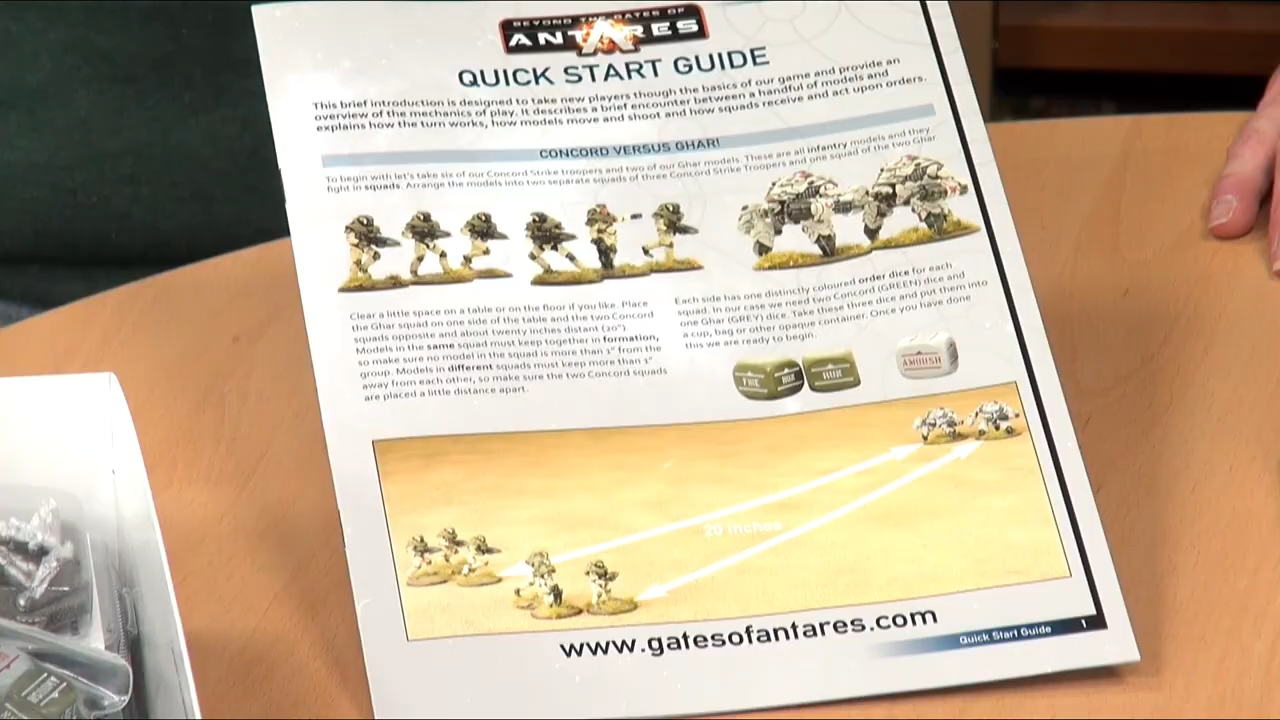 BEYOND THE GATES OF
ANTARES
QUICK START GUIDE
This brief introduction is designed to take new players though the basics of our game and provide an
overview of the mechanics of play. It describes a brief encounter between a handful of models and
explains how the turn works, how models move and shoot and how squads receive and act upon orders.
CONCORD VERSUS GHAR!
To begin with let's take six of our Concord Strike troopers and two of our Ghar models. These are all infantry models and they
fight in squads. Arrange the models into two separate squads of three Concord Strike Troopers and one squad of the two Ghar
Clear a little space on a table or on the floor if you like. Place
the Ghar squad on one side of the table and the two Concord
squads opposite and about twenty inches distant (20").
Models in the same squad must keep together in formation,
so make sure no model in the squad is more than 1" from the
group. Models in different squads must keep more than 1"
away from each other, so make sure the two Concord squads
are placed a little distance apart.
Each side has one distinctly coloured order dice for each
squad. In our case we need two Concord (GREEN) dice and
one Ghar (GREY) dice. Take these three dice and put them into
a cup, bag or other opaque container. Once you have done
this we are ready to begin.
FIRE
RUN
RUN
AMBUSH
20 inches
www.gatesofantares.com
Quick Start Guide 1
AMBUSH